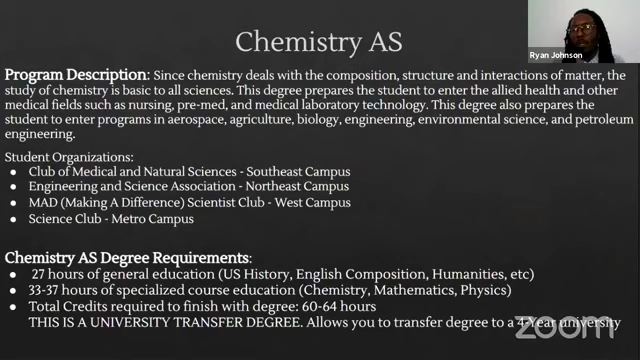 Chemistry AS
Ryan Johnson
Program Description: Since chemistry deals with the composition, structure and interactions of matter, the
study of chemistry is basic to all sciences. This degree prepares the student to enter the allied health and other
medical fields such as nursing, pre-med, and medical laboratory technology. This degree also prepares the
student to enter programs in aerospace, agriculture, biology, engineering, environmental science, and petroleum
engineering.
Student Organizations:
● Club of Medical and Natural Sciences - Southeast Campus
● Engineering and Science Association - Northeast Campus
● MAD (Making A Difference) Scientist Club - West Campus
● Science Club - Metro Campus
Chemistry AS Degree Requirements:
● 27 hours of general education (US History, English Composition, Humanities, etc)
● 33-37 hours of specialized course education (Chemistry, Mathematics, Physics)
● Total Credits required to finish with degree: 60-64 hours
THIS IS A UNIVERSITY TRANSFER DEGREE. Allows you to transfer degree to a 4-Year university
zoom